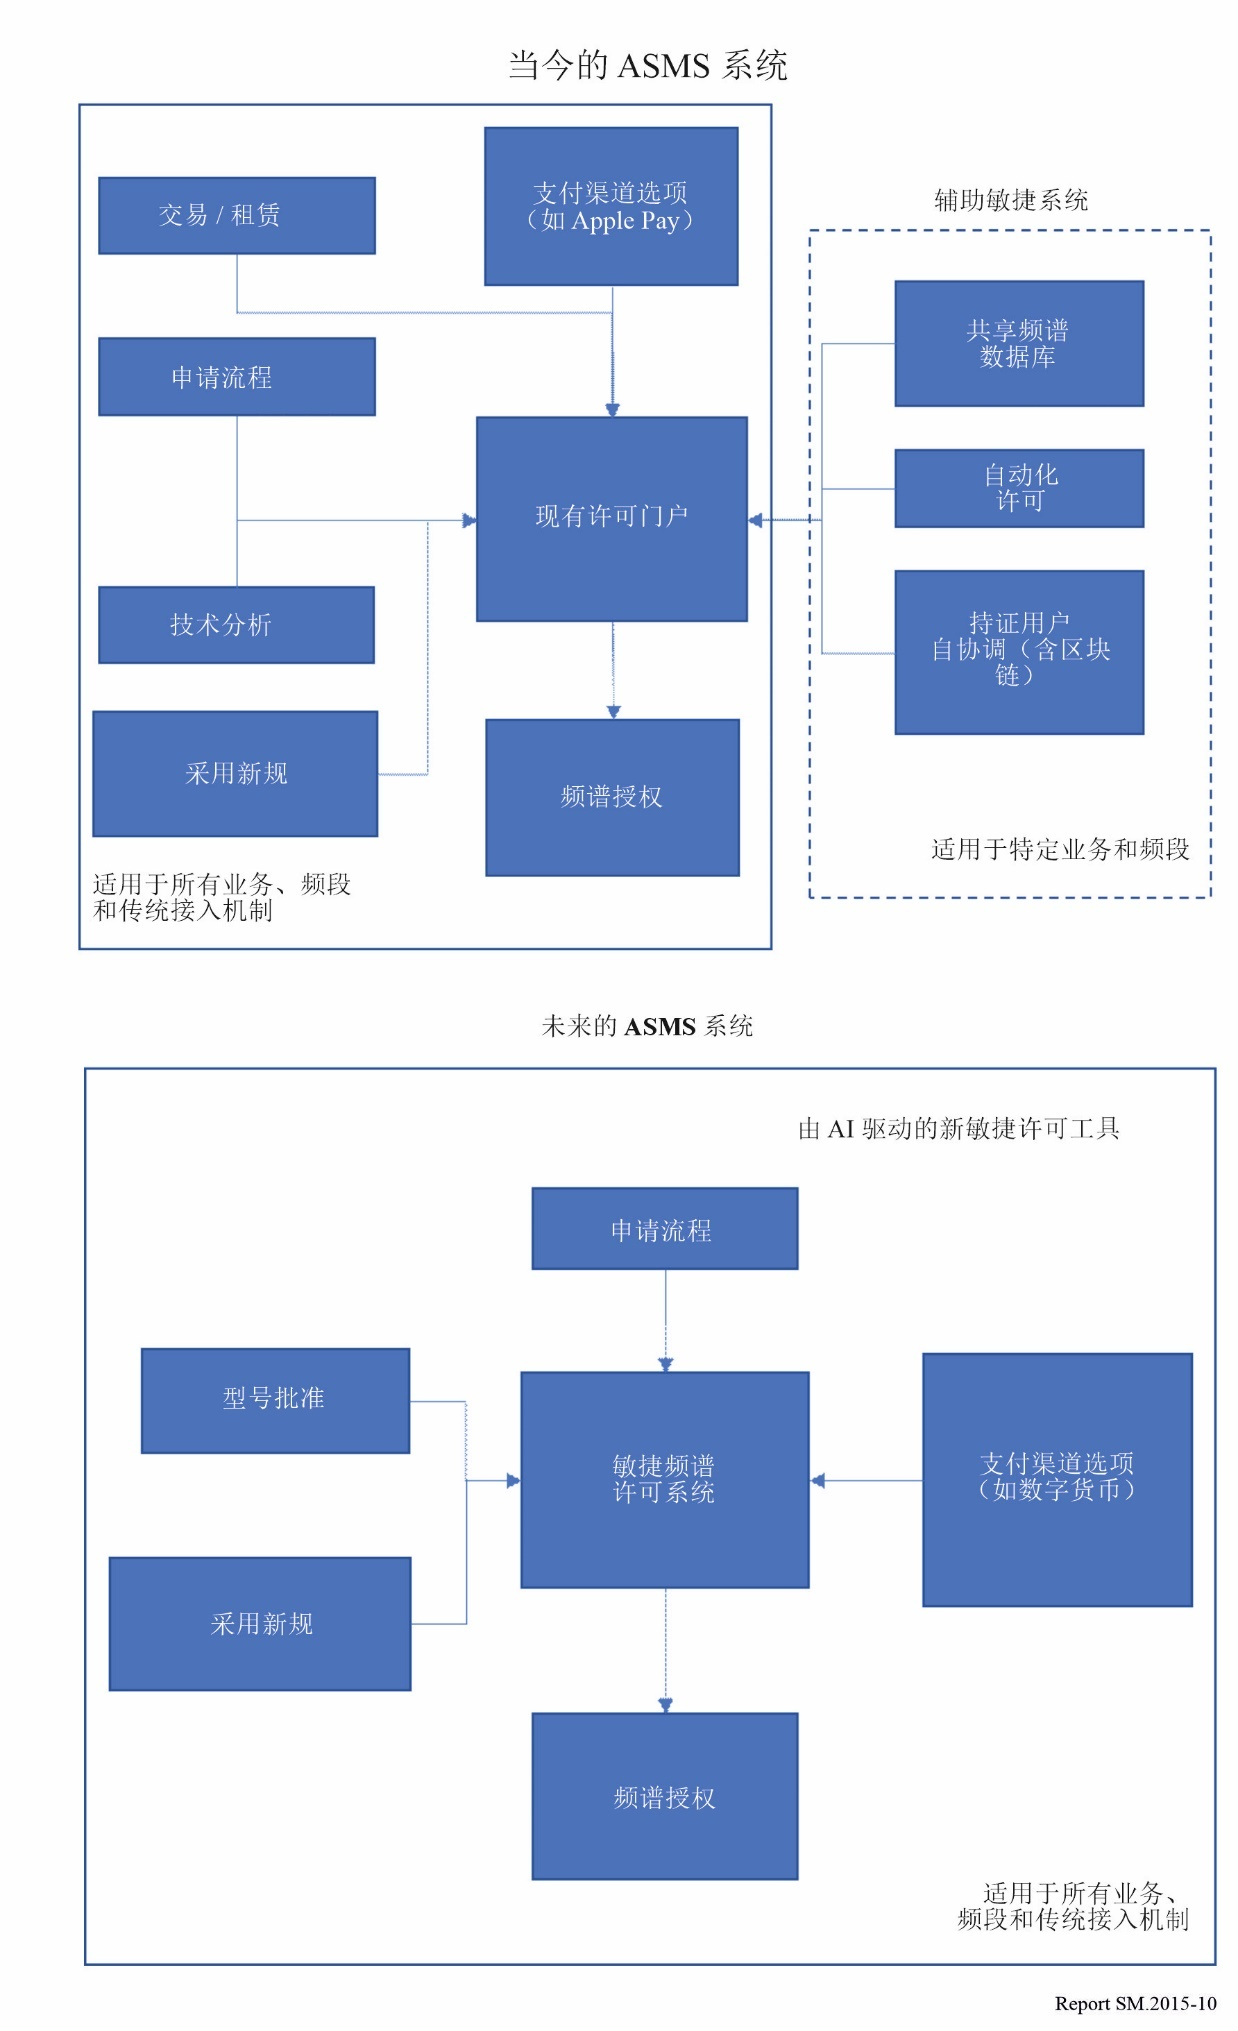 当今的 ASMS 系统
支付渠道选项
（如 Apple Pay）
交易 / 租赁
辅助敏捷系统
共享频谱
数据库
申请流程
自动化
许可
现有许可门户
技术分析
持证用户
自协调（含区块
链）
采用新规
频谱授权
适用于特定业务和频段
适用于所有业务、频段
和传统接入机制
未来的 ASMS 系统
由 AI 驱动的新敏捷许可工具
申请流程
型号批准
敏捷频谱
许可系统
支付渠道选项
（如数字货币）
采用新规
频谱授权
适用于所有业务、
频段和传统接入机制
Report SM.2015-10